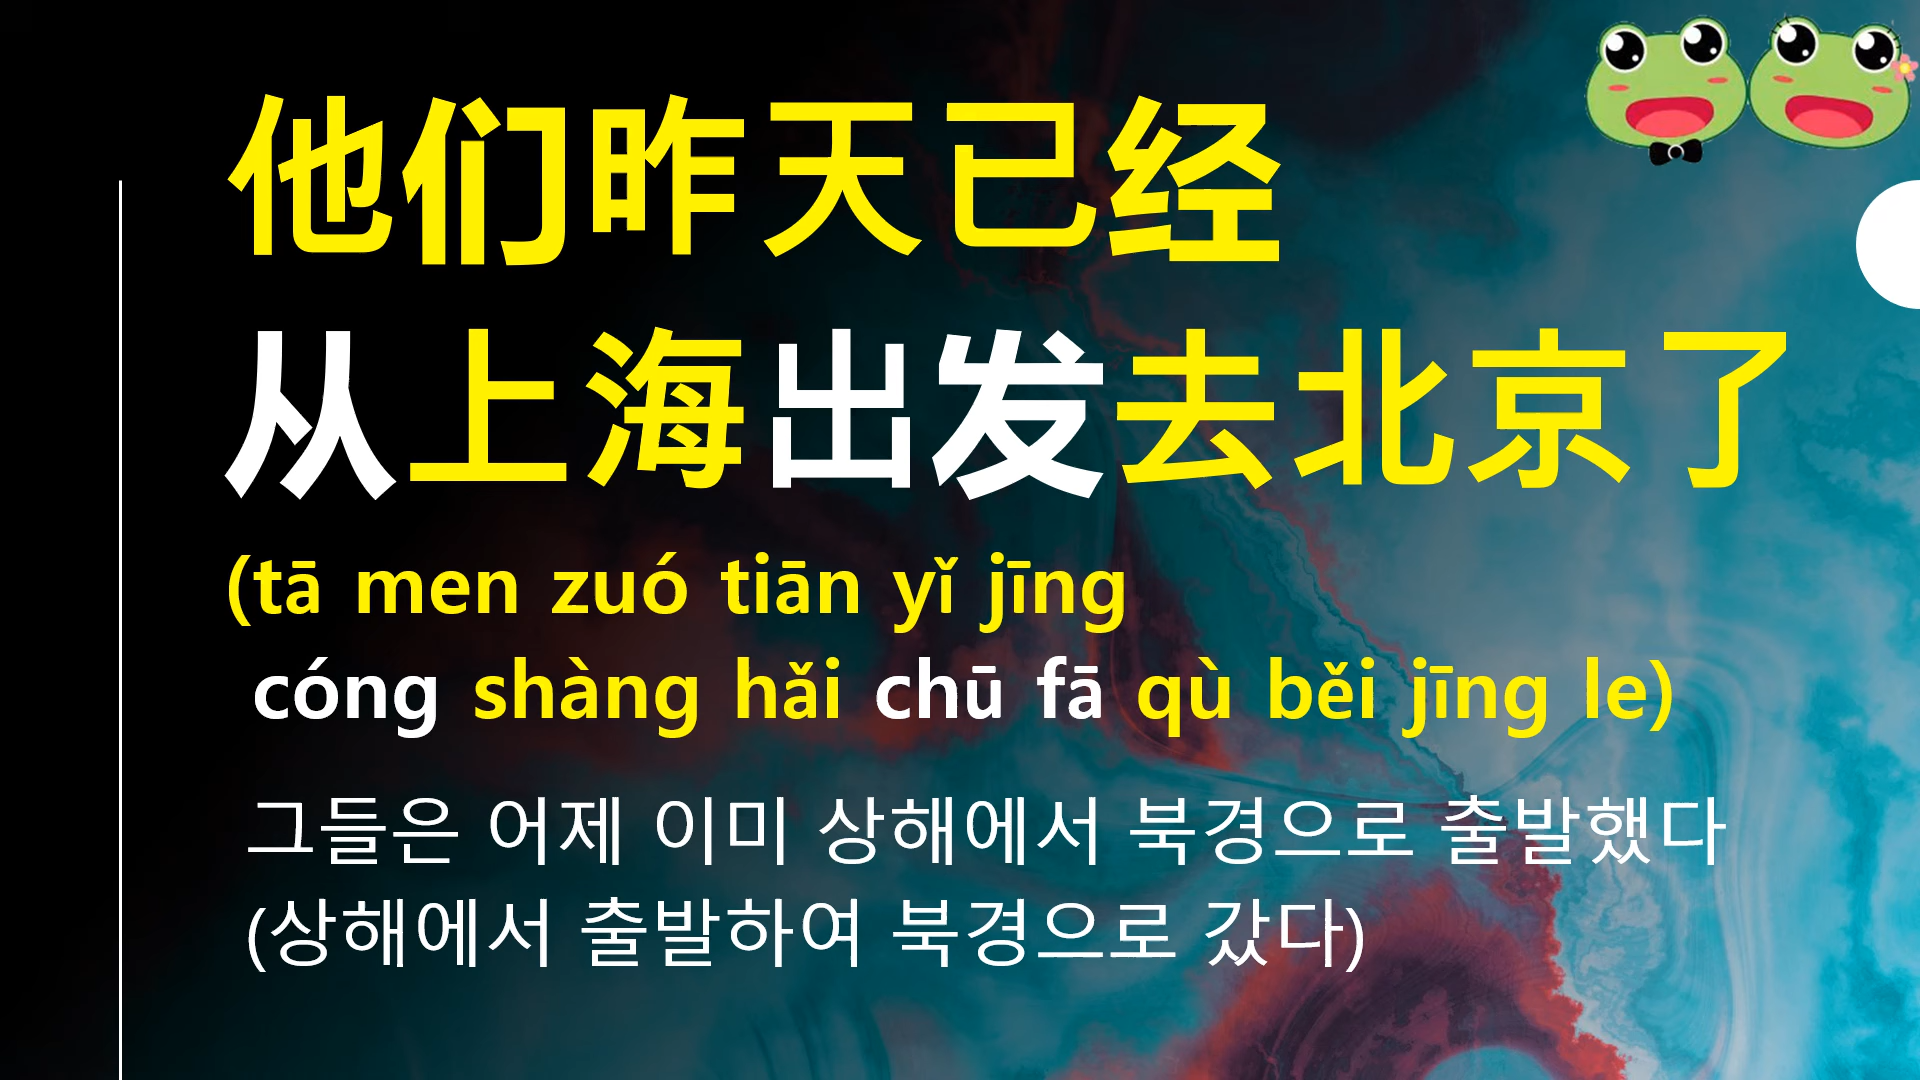 他们昨天已经
从上海出发去北京了
(tā men zuó tiān yǐ jīng
cóng shàng hǎi chū fā qù běi jīng le)
그들은 어제 이미 상해에서 북경으로 출발했다
(상해에서 출발하여 북경으로 갔다)